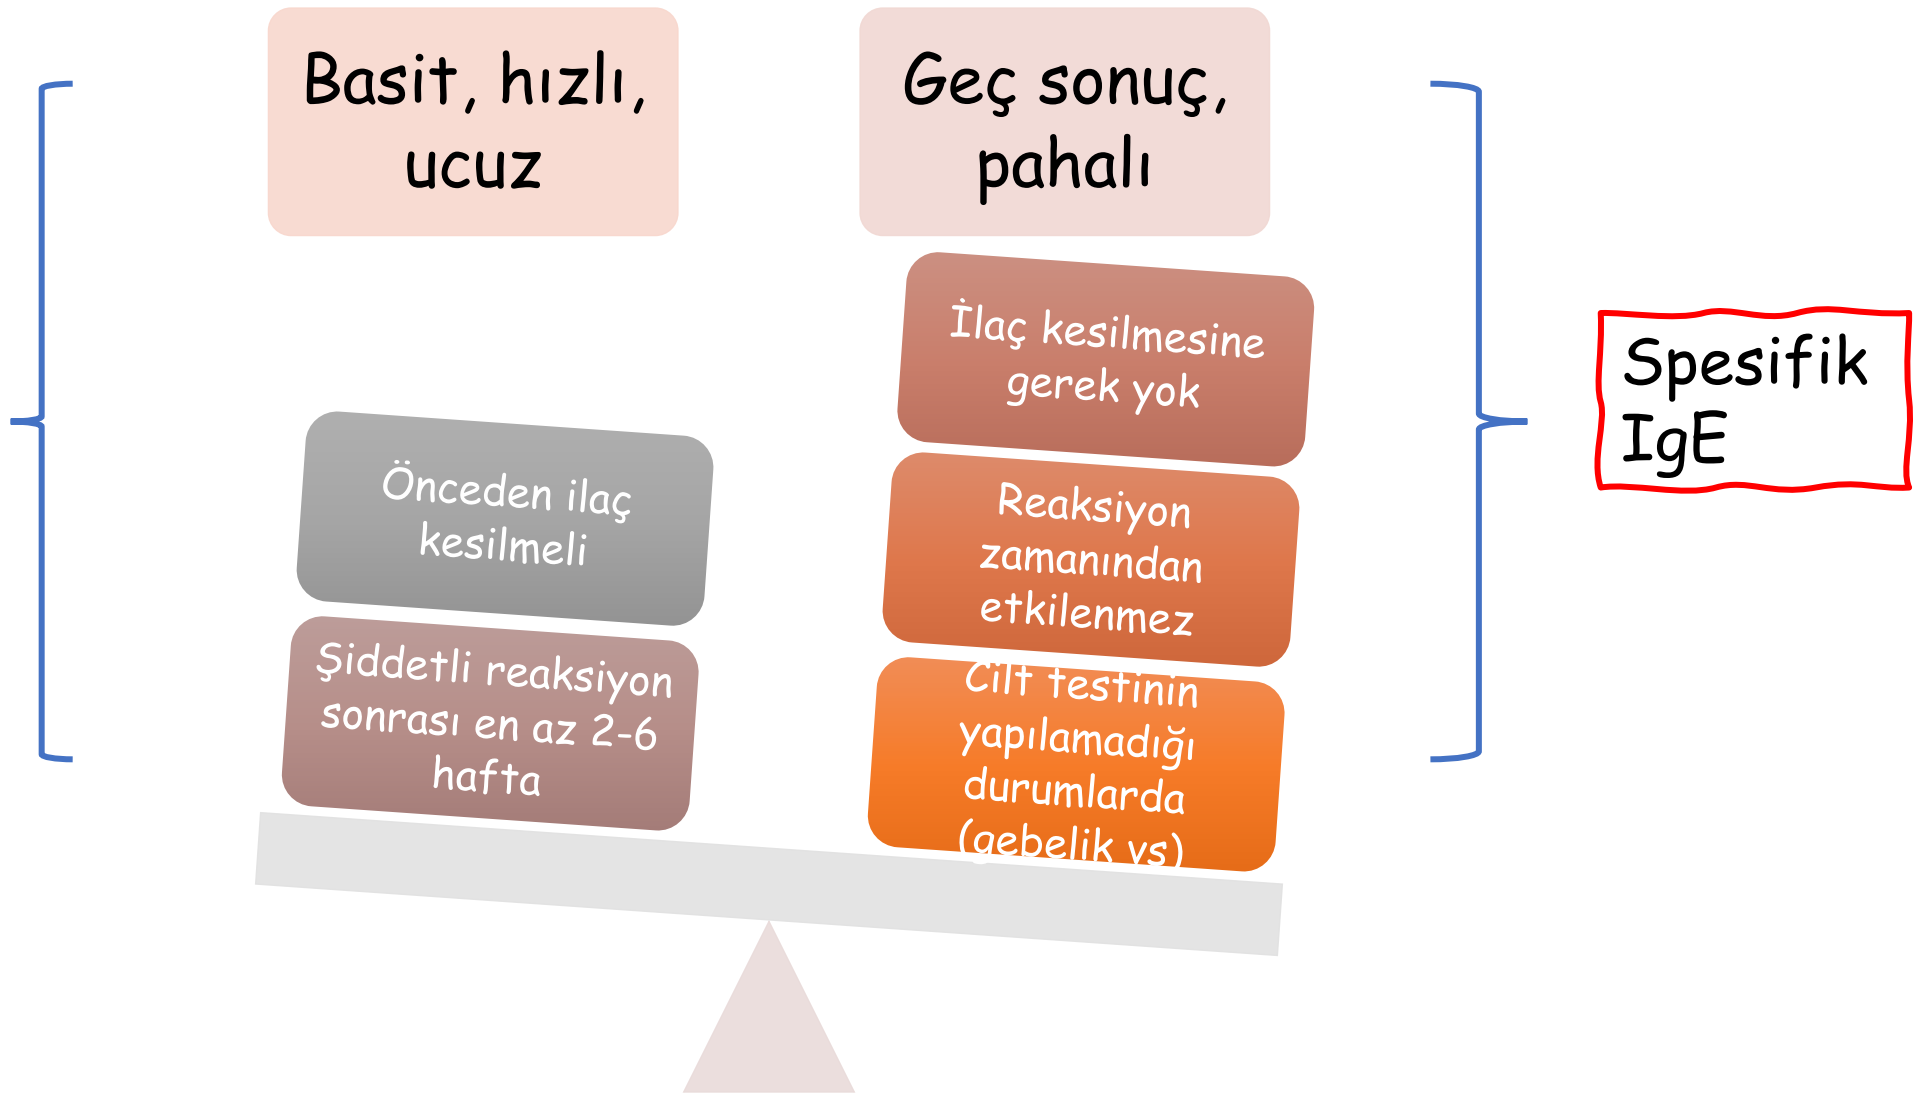 Basit, hızlı,
ucuz
Önceden ilaç
kesilmeli
Şiddetli reaksiyon
sonrası en az 2-6
hafta
Geç sonuç,
pahalı
İlaç kesilmesine
gerek yok
Reaksiyon
zamanından
etkilenmez
Cilt testinin
yapılamadığı
durumlarda
(gebelik vs)
Spesifik
IgE